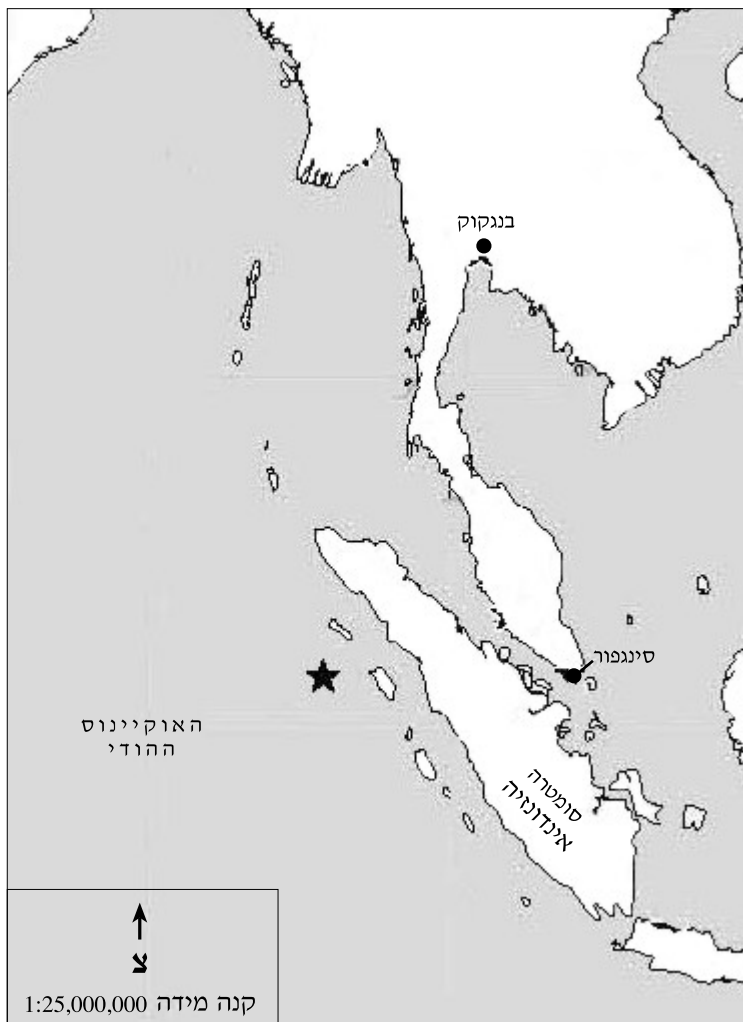 בנגקוק
סינגפור
האוקיינוס
ההודי
סומטרה
אינדונזיה
צ
קנה מידה 1:25,000,000